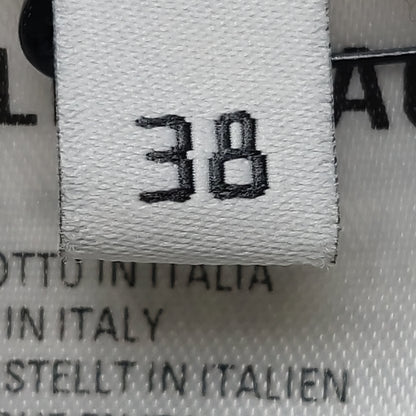 38
OTTO IN ITALIA
IN ITALY
STELLT IN ITALIEN